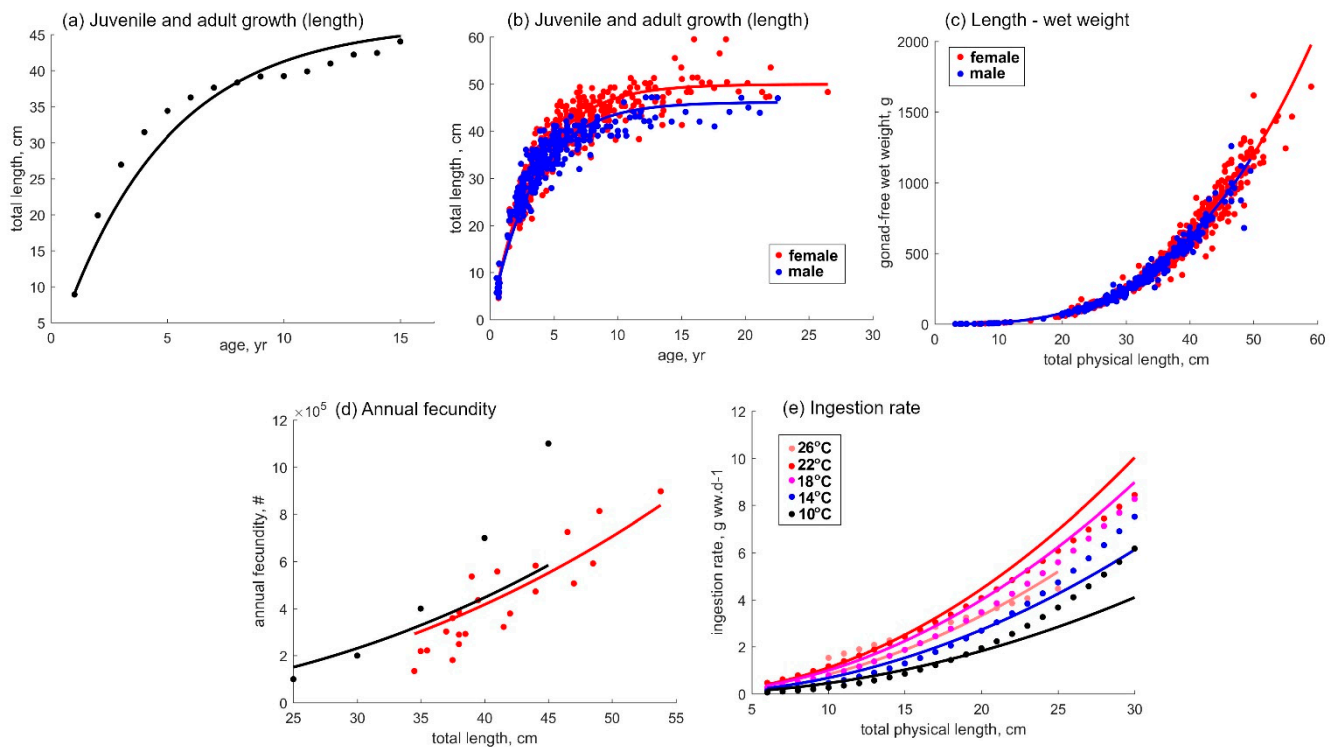 (a) Juvenile and adult growth (length)
45
40
35
30
25
20
15
10
5
total length, cm
5
10
15
age, yr
(b) Juvenile and adult growth (length)
60
50
40
30
20
10
0
total length , cm
female
male
0
5
10
15
20
25
30
age, yr
(c) Length - wet weight
female
male
2000
1500
1000
500
0
gonad-free wet weight, g
0
10
20
30
40
50
60
total physical length, cm
(d) Annual fecundity
×10⁵
12
10
8
6
4
2
0
annual fecundity, #
25
30
35
40
45
50
55
total length, cm
(e) Ingestion rate
26°C
22°C
18°C
14°C
10°C
12
10
8
6
4
2
0
ingestion rate, g ww.d-1
5
10
15
20
25
30
total physical length, cm